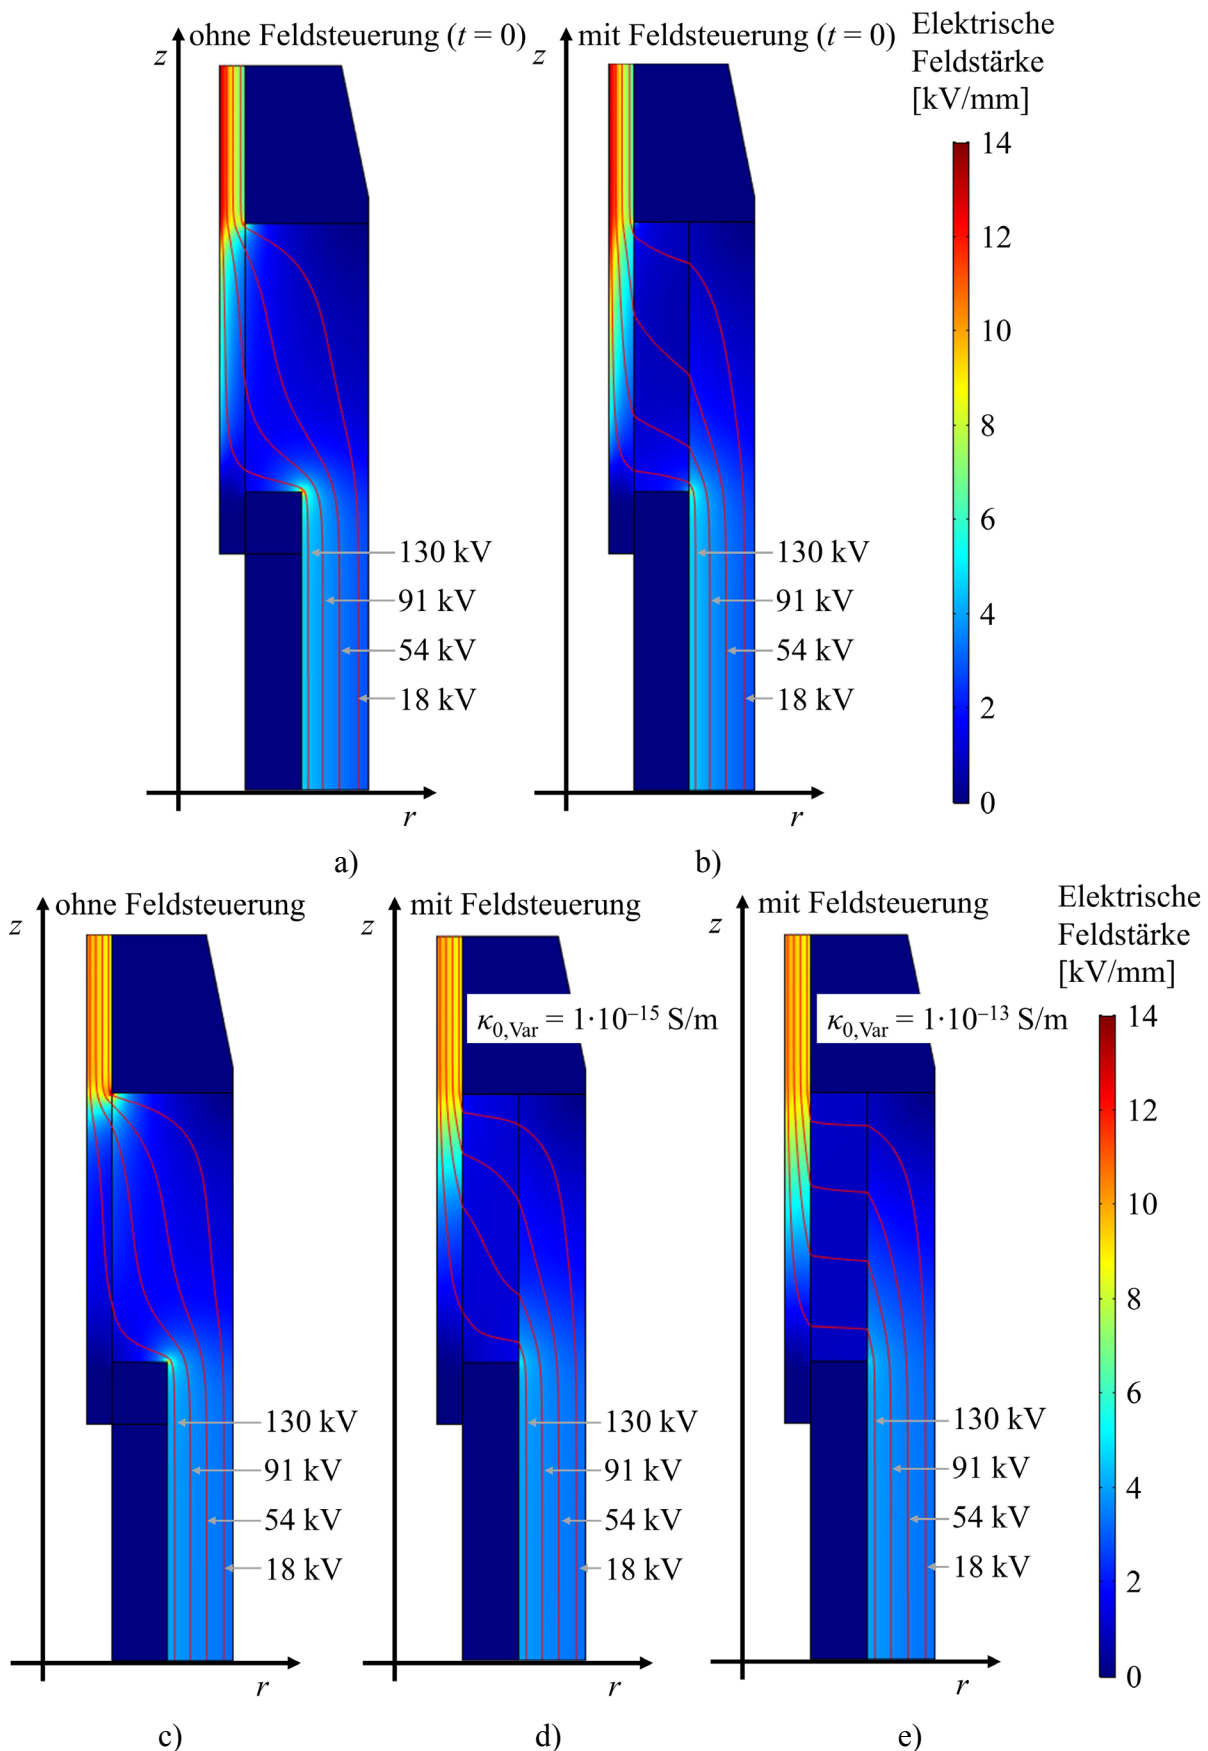 z
ohne Feldsteuerung (t = 0)
z
mit Feldsteuerung (t = 0)
Elektrische
Feldstärke
[kV/mm]
14
12
10
8
6
4
2
0
130 kV
91 kV
54 kV
18 kV
130 kV
91 kV
54 kV
18 kV
r
r
a)
b)
z
ohne Feldsteuerung
z
mit Feldsteuerung
z
mit Feldsteuerung
Elektrische
Feldstärke
[kV/mm]
κ0,Var = 1·10–15 S/m
κ0,Var = 1·10–13 S/m
14
12
10
8
6
4
2
0
130 kV
91 kV
54 kV
18 kV
130 kV
91 kV
54 kV
18 kV
130 kV
91 kV
54 kV
18 kV
r
r
r
c)
d)
e)